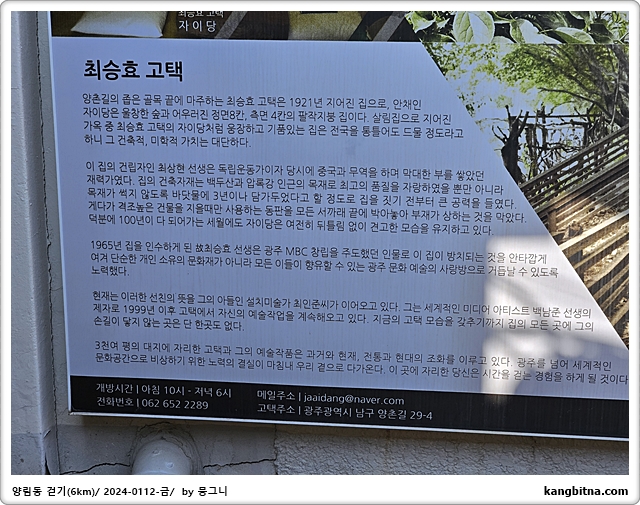 최승효 고택
자이당
최승효 고택
양촌길의 좁은 골목 끝에 마주하는 최승효 고택은 1921년 지어진 집으로, 안채인
자이당은 울창한 숲과 어우러진 정면8칸, 측면 4칸의 팔작지붕 집이다. 살림집으로 지어진
가옥 중 최승효 고택의 자이당처럼 웅장하고 기품있는 집은 전국을 통틀어도 드물 정도라고
하니 그 건축적, 미학적 가치는 대단하다.
이 집의 건립자인 최상현 선생은 독립운동가이자 당시에 중국과 무역을 하며 막대한 부를 쌓았던
재력가였다. 집의 건축자재는 백두산과 압록강 인근의 목재로 최고의 품질을 자랑하였을 뿐만 아니라
목재가 썩지 않도록 바닷물에 3년이나 담가두었다고 할 정도로 집을 짓기 전부터 큰 공력을 들였다.
게다가 격조높은 건물을 지을때만 사용하는 동판을 모든 서까래 끝에 박아놓아 부재가 상하는 것을 막았다.
덕분에 100년이 다 되어가는 세월에도 자이당은 여전히 뒤틀림 없이 견고한 모습을 유지하고 있다.
1965년 집을 인수하게 된 故최승효 선생은 광주 MBC 창립을 주도했던 인물로 이 집이 방치되는 것을 안타깝게
여겨 단순한 개인 소유의 문화재가 아니라 모든 이들이 향유할 수 있는 광주 문화 예술의 사랑방으로 거듭날 수 있도록
노력했다.
현재는 이러한 선친의 뜻을 그의 아들인 설치미술가 최인준씨가 이어오고 있다. 그는 세계적인 미디어 아티스트 백남준 선생의
제자로 1999년 이후 고택에서 자신의 예술작업을 계속해오고 있다. 지금의 고택 모습을 갖추기까지 집의 모든 곳에 그의
손길이 닿지 않는 곳은 단 한곳도 없다.
3천여 평의 대지에 자리한 고택과 그의 예술작품은 과거와 현재, 전통과 현대의 조화를 이루고 있다. 광주를 넘어 세계적인
문화공간으로 비상하기 위한 노력의 결실이 마침내 우리 곁으로 다가온다. 이 곳에 자리한 당신은 시간을 걷는 경험을 하게 될 것이다
개방시간 | 아침 10시 - 저녁 6시
메일주소 | jaaidang@naver.com
전화번호 | 062 652 2289
고택주소 | 광주광역시 남구 양촌길 29-4
양림동 걷기(6km)/ 2024-0112-금/ by 뭉그니
kangbitna.com